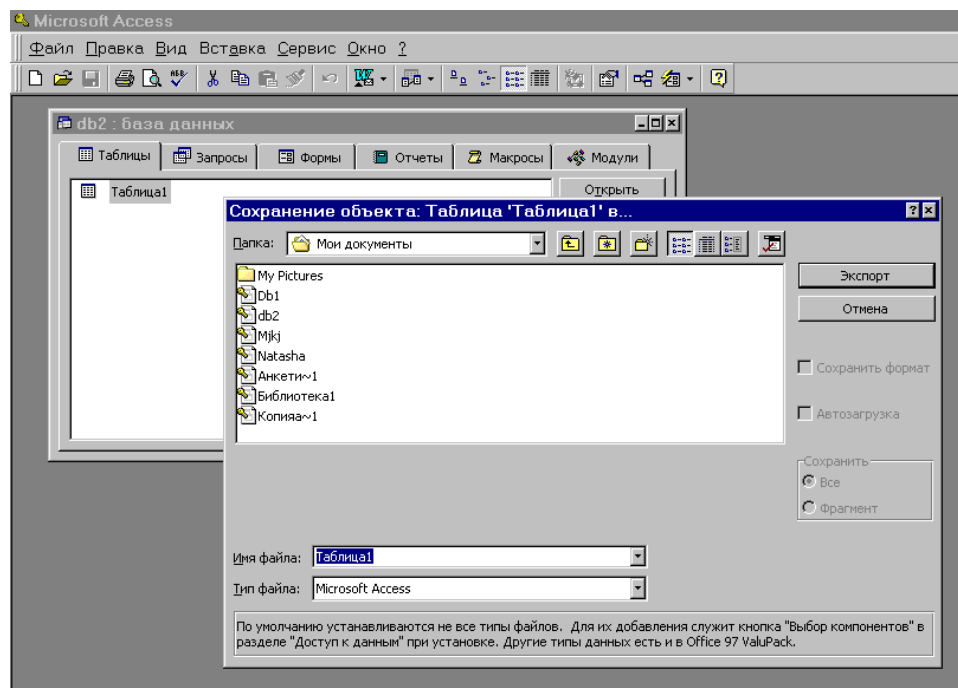 Microsoft Access
Файл Правка Вид Вставка Сервис Окно ?
db2 : база данных
Таблицы Запросы Формы Отчеты Макросы Модули
Таблица1
Открыть
Сохранение объекта: Таблица 'Таблица1' в...
Папка: Мои документы
My Pictures
Db1
db2
Mjkj
Natasha
Анкети~1
Библиотека1
Копияа~1
Экспорт
Отмена
Сохранить формат
Автозагрузка
Сохранить
Все
Фрагмент
Имя файла: Таблица1
Тип файла: Microsoft Access
По умолчанию устанавливаются не все типы файлов. Для их добавления служит кнопка "Выбор компонентов" в
разделе "Доступ к данным" при установке. Другие типы данных есть и в Office 97 ValuPack.